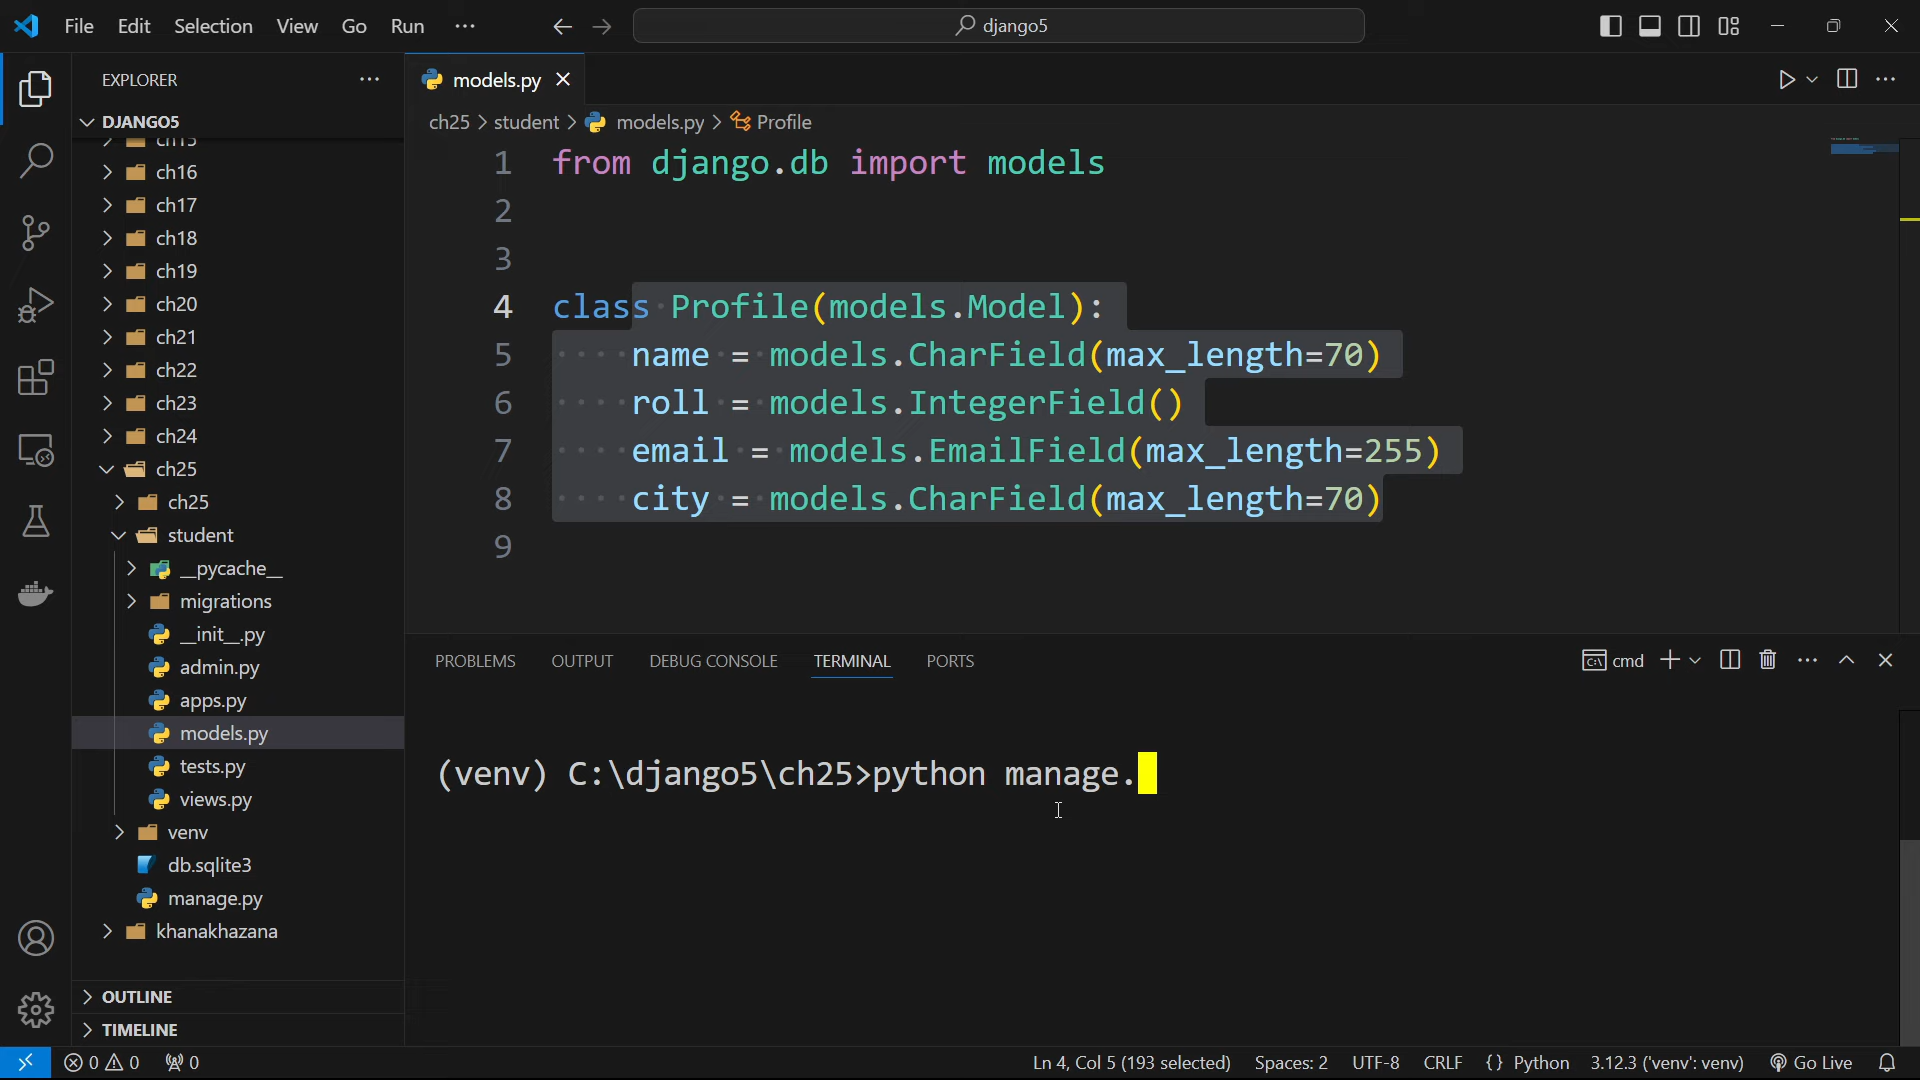 File Edit Selection View Go Run ··· django5
EXPLORER ···
DJANGO5
ch15
ch16
ch17
ch18
ch19
ch20
ch21
ch22
ch23
ch24
ch25
ch25
student
__pycache__
migrations
__init__.py
admin.py
apps.py
models.py
tests.py
views.py
venv
db.sqlite3
manage.py
khanakhazana
OUTLINE
TIMELINE
models.py
ch25 > student > models.py > Profile
1 from django.db import models
2
3
4 class Profile(models.Model):
5 name = models.CharField(max_length=70)
6 roll = models.IntegerField()
7 email = models.EmailField(max_length=255)
8 city = models.CharField(max_length=70)
9
PROBLEMS OUTPUT DEBUG CONSOLE TERMINAL PORTS cmd
(venv) C:\django5\ch25>python manage.
0 0 0 Ln 4, Col 5 (193 selected) Spaces: 2 UTF-8 CRLF {} Python 3.12.3 ('venv': venv) Go Live